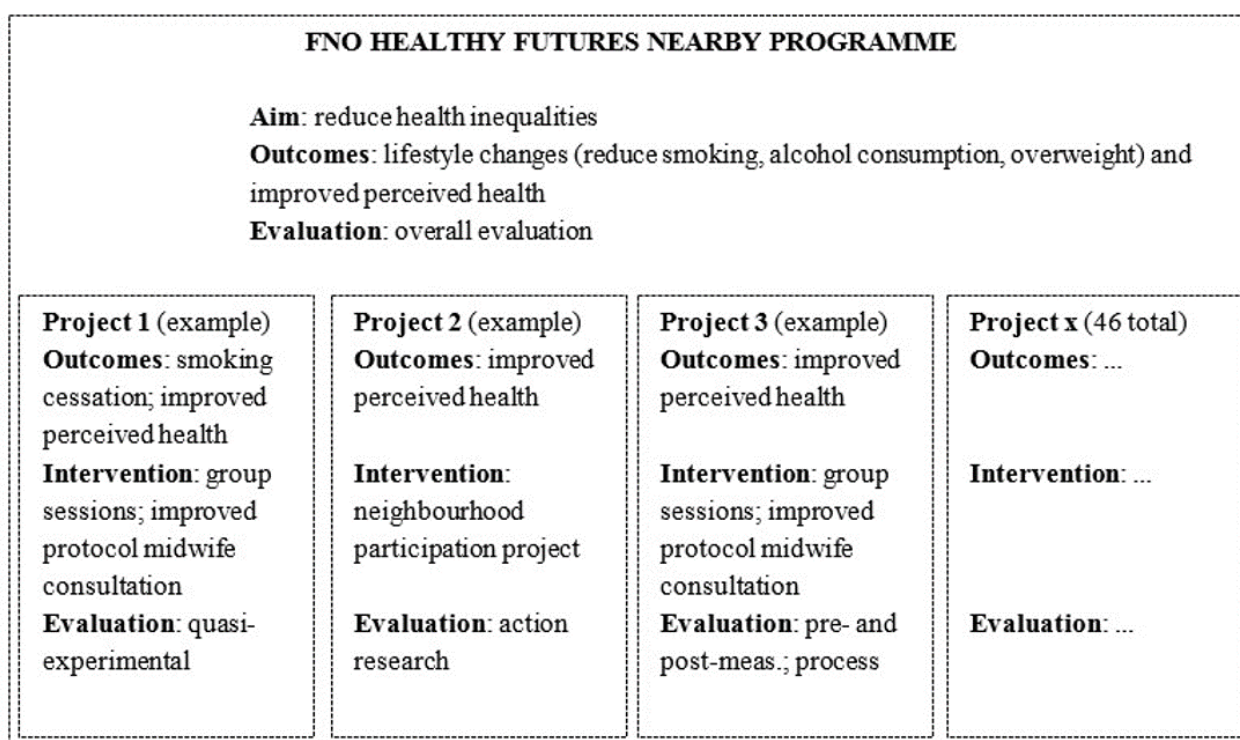 FNO HEALTHY FUTURES NEARBY PROGRAMME
Aim: reduce health inequalities
Outcomes: lifestyle changes (reduce smoking, alcohol consumption, overweight) and
improved perceived health
Evaluation: overall evaluation
Project 1 (example)
Outcomes: smoking
cessation; improved
perceived health
Intervention: group
sessions; improved
protocol midwife
consultation
Evaluation: quasi-
experimental
Project 2 (example)
Outcomes: improved
perceived health
Intervention:
neighbourhood
participation project
Evaluation: action
research
Project 3 (example)
Outcomes: improved
perceived health
Intervention: group
sessions; improved
protocol midwife
consultation
Evaluation: pre- and
post-meas.; process
Project x (46 total)
Outcomes: ...
Intervention: ...
Evaluation: ...